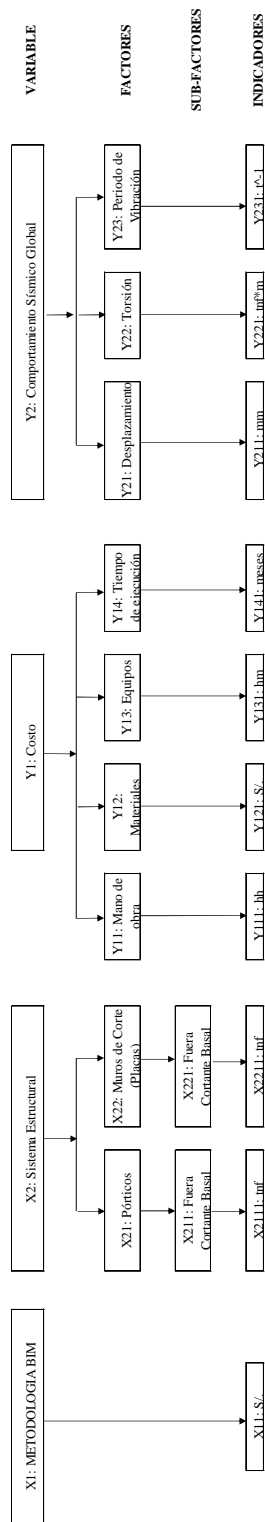 VARIABLE
FACTORES
SUB-FACTORES
INDICADORES
X1: METODOLOGIA BIM
X11: S/.
X2: Sistema Estructural
X21: Pórticos
X22: Muros de Corte
(Placas)
X211: Fuera
Cortante Basal
X221: Fuera
Cortante Basal
X2111: tnf
X2211: tnf
Y1: Costo
Y11: Mano de
obra
Y12:
Materiales
Y13: Equipos
Y14: Tiempo
de ejecución
Y111: hh
Y121: S/.
Y131: hm
Y141: meses
Y2: Comportamiento Sísmico Global
Y21: Desplazamiento
Y22: Torsión
Y23: Periodo de
Vibración
Y211: mm
Y221: tnf*m
Y231: t^-1